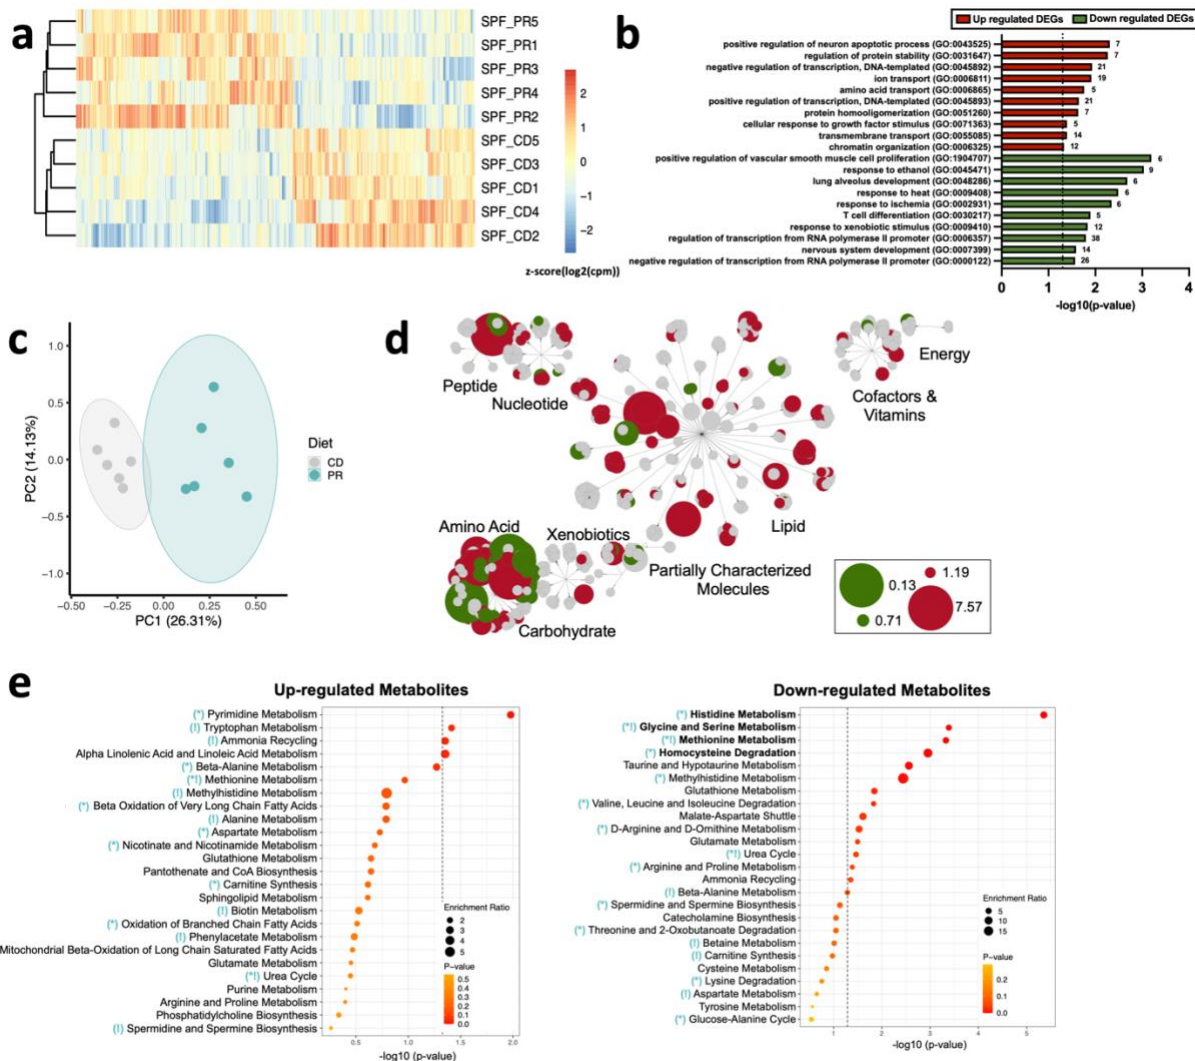 a
SPF_PR5
SPF_PR1
SPF_PR3
SPF_PR4
SPF_PR2
SPF_CD5
SPF_CD3
SPF_CD1
SPF_CD4
SPF_CD2
2
1
0
−1
−2
z-score(log2(cpm))
b
Up regulated DEGs
Down regulated DEGs
positive regulation of neuron apoptotic process (GO:0043525) 7
regulation of protein stability (GO:0031647) 7
negative regulation of transcription, DNA-templated (GO:0045892) 21
ion transport (GO:0006811) 19
amino acid transport (GO:0006865) 5
positive regulation of transcription, DNA-templated (GO:0045893) 21
protein homooligomerization (GO:0051260) 7
cellular response to growth factor stimulus (GO:0071363) 5
transmembrane transport (GO:0055085) 14
chromatin organization (GO:0006325) 12
positive regulation of vascular smooth muscle cell proliferation (GO:1904707) 6
response to ethanol (GO:0045471) 9
lung alveolus development (GO:0048286) 6
response to heat (GO:0009408) 6
response to ischemia (GO:0002931) 6
T cell differentiation (GO:0030217) 5
response to xenobiotic stimulus (GO:0009410) 12
regulation of transcription from RNA polymerase II promoter (GO:0006357) 38
nervous system development (GO:0007399) 14
negative regulation of transcription from RNA polymerase II promoter (GO:0000122) 26
0 1 2 3 4
-log10(p-value)
c
PC2 (14.13%)
1.0
0.5
0.0
−0.5
−1.0
−0.50 −0.25 0.00 0.25 0.50
PC1 (26.31%)
Diet
CD
PR
d
Peptide
Nucleotide
Energy
Cofactors &
Vitamins
Lipid
Amino Acid
Xenobiotics
Partially Characterized
Molecules
Carbohydrate
0.13
1.19
0.71
7.57
e
Up-regulated Metabolites
(*) Pyrimidine Metabolism
(!) Tryptophan Metabolism
(!) Ammonia Recycling
Alpha Linolenic Acid and Linoleic Acid Metabolism
(*) Beta-Alanine Metabolism
(*!) Methionine Metabolism
(!) Methylhistidine Metabolism
(*) Beta Oxidation of Very Long Chain Fatty Acids
(!) Alanine Metabolism
(*) Aspartate Metabolism
(*) Nicotinate and Nicotinamide Metabolism
Glutathione Metabolism
Pantothenate and CoA Biosynthesis
(*) Carnitine Synthesis
Sphingolipid Metabolism
(!) Biotin Metabolism
(*) Oxidation of Branched Chain Fatty Acids
(!) Phenylacetate Metabolism
Mitochondrial Beta-Oxidation of Long Chain Saturated Fatty Acids
Glutamate Metabolism
(*!) Urea Cycle
Purine Metabolism
Arginine and Proline Metabolism
Phosphatidylcholine Biosynthesis
(!) Spermidine and Spermine Biosynthesis
Enrichment Ratio
2
3
4
5
P-value
0.5
0.4
0.3
0.2
0.1
0.0
0.5 1.0 1.5 2.0
-log10 (p-value)
Down-regulated Metabolites
(*) Histidine Metabolism
(*!) Glycine and Serine Metabolism
(*!) Methionine Metabolism
(*) Homocysteine Degradation
Taurine and Hypotaurine Metabolism
(*) Methylhistidine Metabolism
Glutathione Metabolism
(*) Valine, Leucine and Isoleucine Degradation
Malate-Aspartate Shuttle
(*) D-Arginine and D-Ornithine Metabolism
Glutamate Metabolism
(*!) Urea Cycle
(*) Arginine and Proline Metabolism
Ammonia Recycling
(!) Beta-Alanine Metabolism
(*) Spermidine and Spermine Biosynthesis
Catecholamine Biosynthesis
(*) Threonine and 2-Oxobutanoate Degradation
(!) Betaine Metabolism
(!) Carnitine Synthesis
Cysteine Metabolism
(*) Lysine Degradation
(!) Aspartate Metabolism
Tyrosine Metabolism
(*) Glucose-Alanine Cycle
Enrichment Ratio
5
10
15
P-value
0.2
0.1
0.0
1 2 3 4 5
-log10 (p-value)